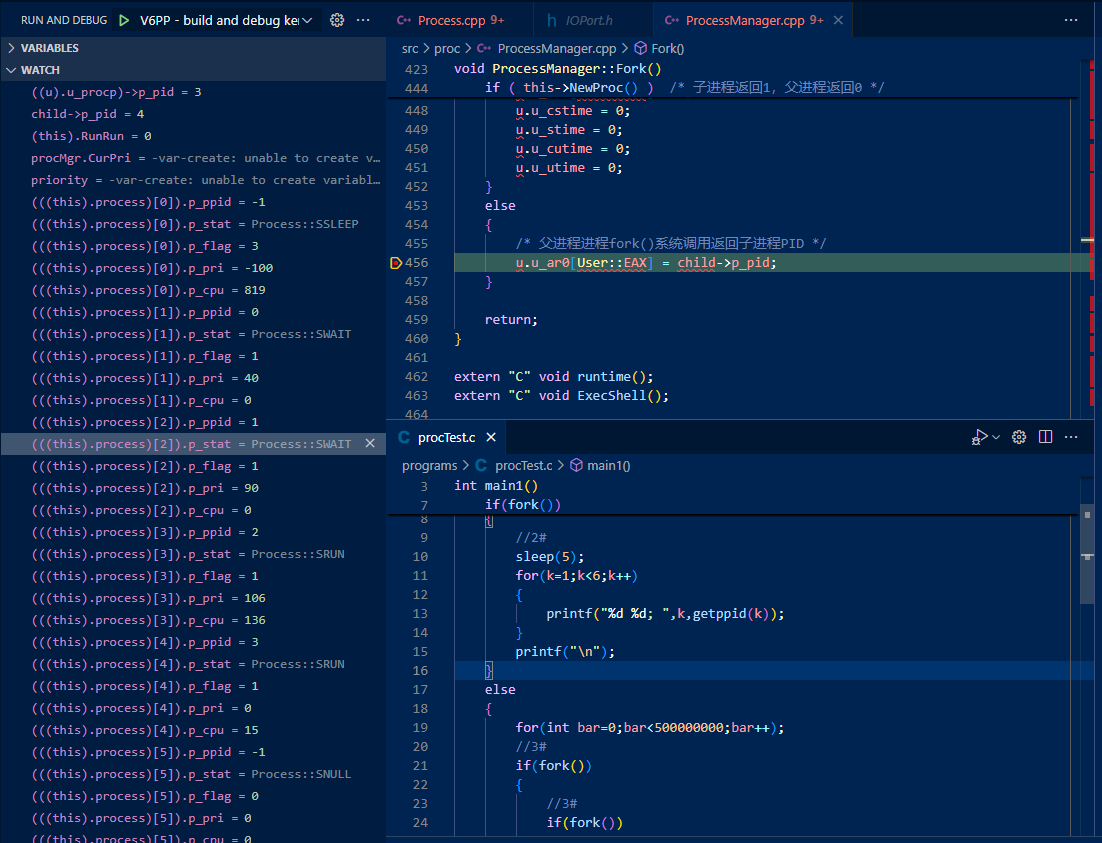 RUN AND DEBUG
V6PP - build and debug ker
VARIABLES
WATCH
((u).u_procp)->p_pid = 3
child->p_pid = 4
(this).RunRun = 0
procMgr.CurPri = -var-create: unable to create v…
priority = -var-create: unable to create variabl…
(((this).process)[0]).p_ppid = -1
(((this).process)[0]).p_stat = Process::SSLEEP
(((this).process)[0]).p_flag = 3
(((this).process)[0]).p_pri = -100
(((this).process)[0]).p_cpu = 819
(((this).process)[1]).p_ppid = 0
(((this).process)[1]).p_stat = Process::SWAIT
(((this).process)[1]).p_flag = 1
(((this).process)[1]).p_pri = 40
(((this).process)[1]).p_cpu = 0
(((this).process)[2]).p_ppid = 1
(((this).process)[2]).p_stat = Process::SWAIT
(((this).process)[2]).p_flag = 1
(((this).process)[2]).p_pri = 90
(((this).process)[2]).p_cpu = 0
(((this).process)[3]).p_ppid = 2
(((this).process)[3]).p_stat = Process::SRUN
(((this).process)[3]).p_flag = 1
(((this).process)[3]).p_pri = 106
(((this).process)[3]).p_cpu = 136
(((this).process)[4]).p_ppid = 3
(((this).process)[4]).p_stat = Process::SRUN
(((this).process)[4]).p_flag = 1
(((this).process)[4]).p_pri = 0
(((this).process)[4]).p_cpu = 15
(((this).process)[5]).p_ppid = -1
(((this).process)[5]).p_stat = Process::SNULL
(((this).process)[5]).p_flag = 0
(((this).process)[5]).p_pri = 0
(((this).process)[5]).p_cpu = 0
Process.cpp 9+
IOPort.h
ProcessManager.cpp 9+
src > proc > ProcessManager.cpp > Fork()
423 void ProcessManager::Fork()
444 if ( this->NewProc() ) /* 子进程返回1，父进程返回0 */
448 u.u_cstime = 0;
449 u.u_stime = 0;
450 u.u_cutime = 0;
451 u.u_utime = 0;
452 }
453 else
454 {
455 /* 父进程进程fork()系统调用返回子进程PID */
456 u.u_ar0[User::EAX] = child->p_pid;
457 }
458
459 return;
460 }
461
462 extern "C" void runtime();
463 extern "C" void ExecShell();
464
procTest.c
programs > procTest.c > main1()
3 int main1()
7 if(fork())
8 {
9 //2#
10 sleep(5);
11 for(k=1;k<6;k++)
12 {
13 printf("%d %d; ",k,getppid(k));
14 }
15 printf("\n");
16 }
17 else
18 {
19 for(int bar=0;bar<500000000;bar++);
20 //3#
21 if(fork())
22 {
23 //3#
24 if(fork())